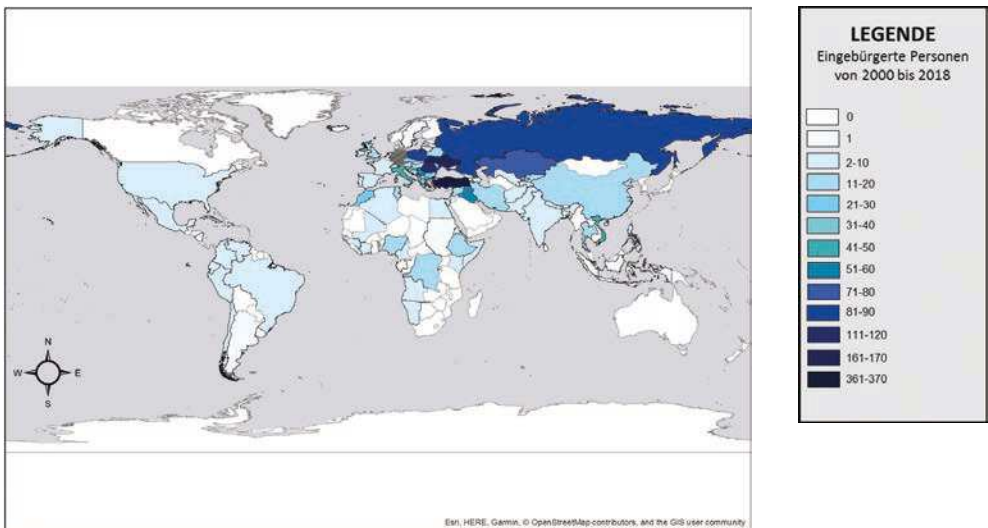 LEGENDE
Eingebürgerte Personen
von 2000 bis 2018
0
1
2-10
11-20
21-30
31-40
41-50
51-60
71-80
81-90
111-120
161-170
361-370
N
W
E
S
Esri, HERE, Garmin, © OpenStreetMap contributors, and the GIS user community